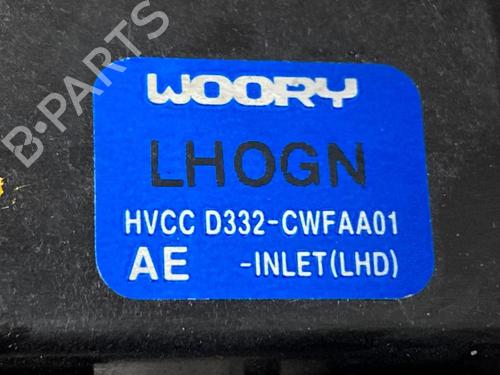 B-PARTS
WOORY
LHOGN
HVCC D332-CWFAA01
AE -INLET(LHD)